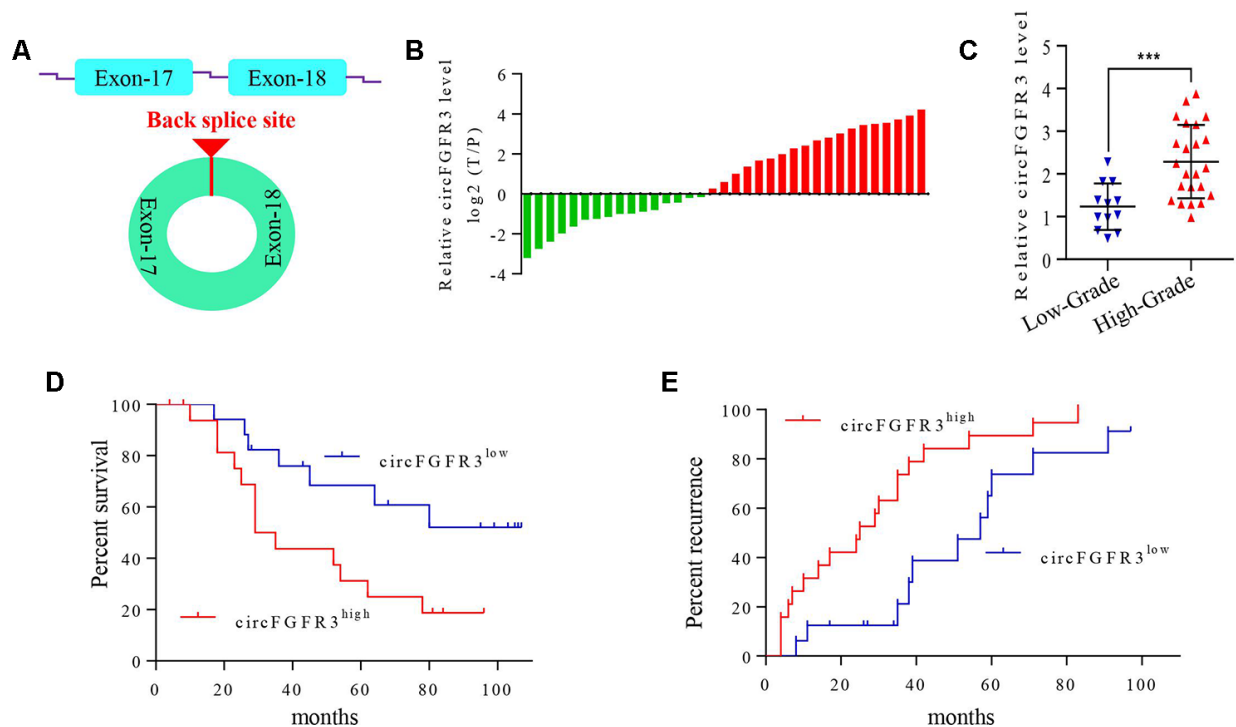 A
Exon-17
Exon-18
Back splice site
Exon-17
Exon-18
B
Relative circFGFR3 level
log2 (T/P)
6
4
2
0
-2
-4
C
Relative circFGFR3 level
5
4
3
2
1
0
***
Low-Grade
High-Grade
D
Percent survival
100
80
60
40
20
0
circFGFR3low
circFGFR3high
0 20 40 60 80 100
months
E
Percent recurrence
100
80
60
40
20
0
circFGFR3high
circFGFR3low
0 20 40 60 80 100
months